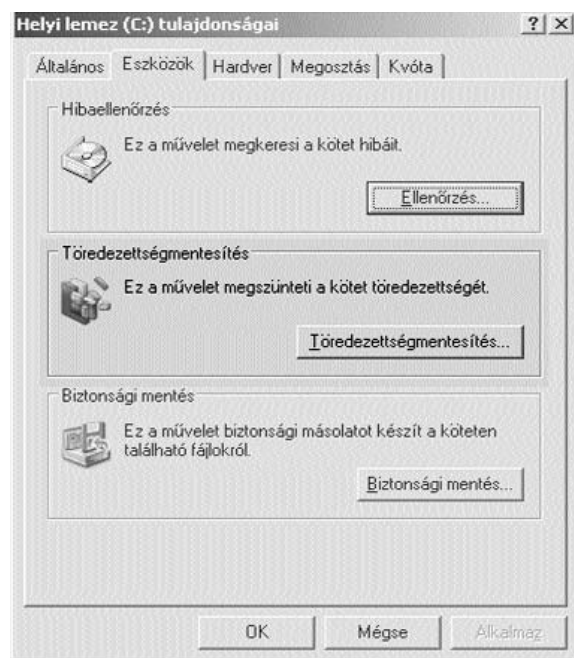 Helyi lemez (C:) tulajdonságai
Általános Eszközök Hardver Megosztás Kvóta
Hibaellenőrzés
Ez a művelet megkeresi a kötet hibáit.
Ellenőrzés...
Töredezettségmentesítés
Ez a művelet megszünteti a kötet töredezettségét.
Töredezettségmentesítés...
Biztonsági mentés
Ez a művelet biztonsági másolatot készít a köteten
található fájlokról.
Biztonsági mentés...
OK Mégse Alkalmaz